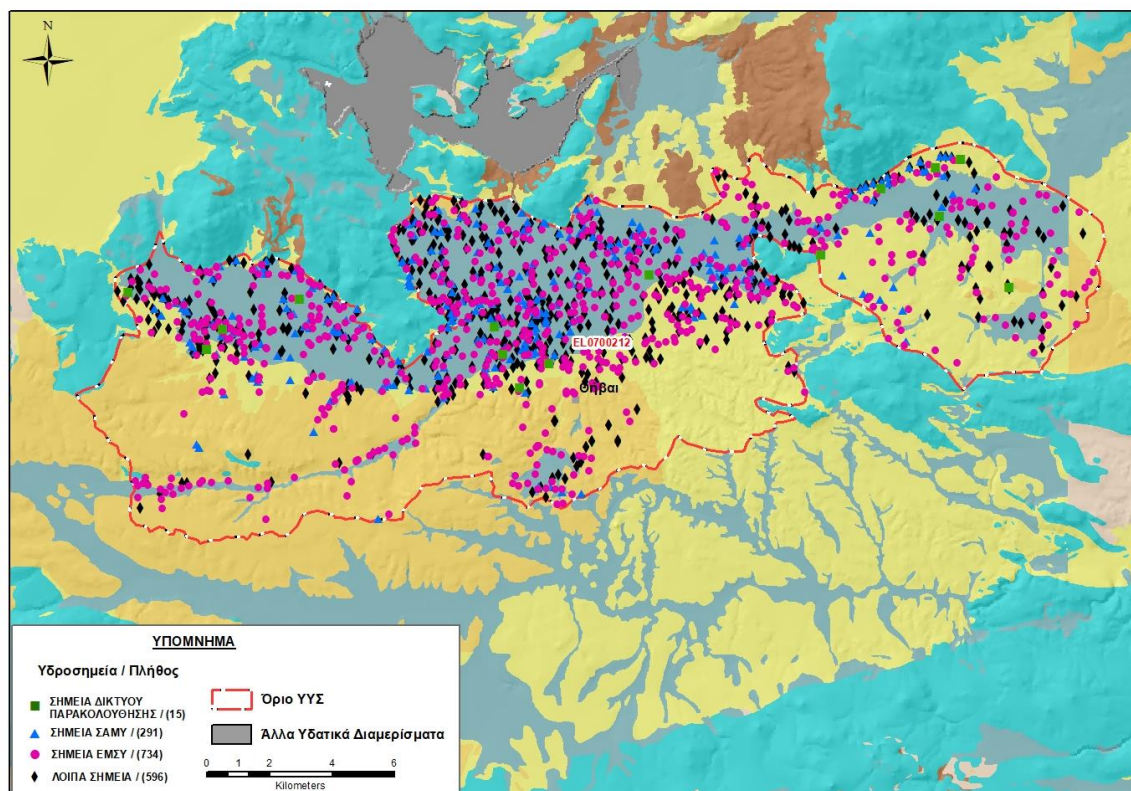 N
EL0700212
Θήβαι
ΥΠΟΜΝΗΜΑ
Υδροσημεία / Πλήθος
ΣΗΜΕΙΑ ΔΙΚΤΥΟΥ
ΠΑΡΑΚΟΛΟΥΘΗΣΗΣ / (15)
ΣΗΜΕΙΑ ΣΑΜΥ / (291)
ΣΗΜΕΙΑ ΕΜΣΥ / (734)
ΛΟΙΠΑ ΣΗΜΕΙΑ / (596)
Όριο ΥΥΣ
Άλλα Υδατικά Διαμερίσματα
0 1 2 4 6
Kilometers